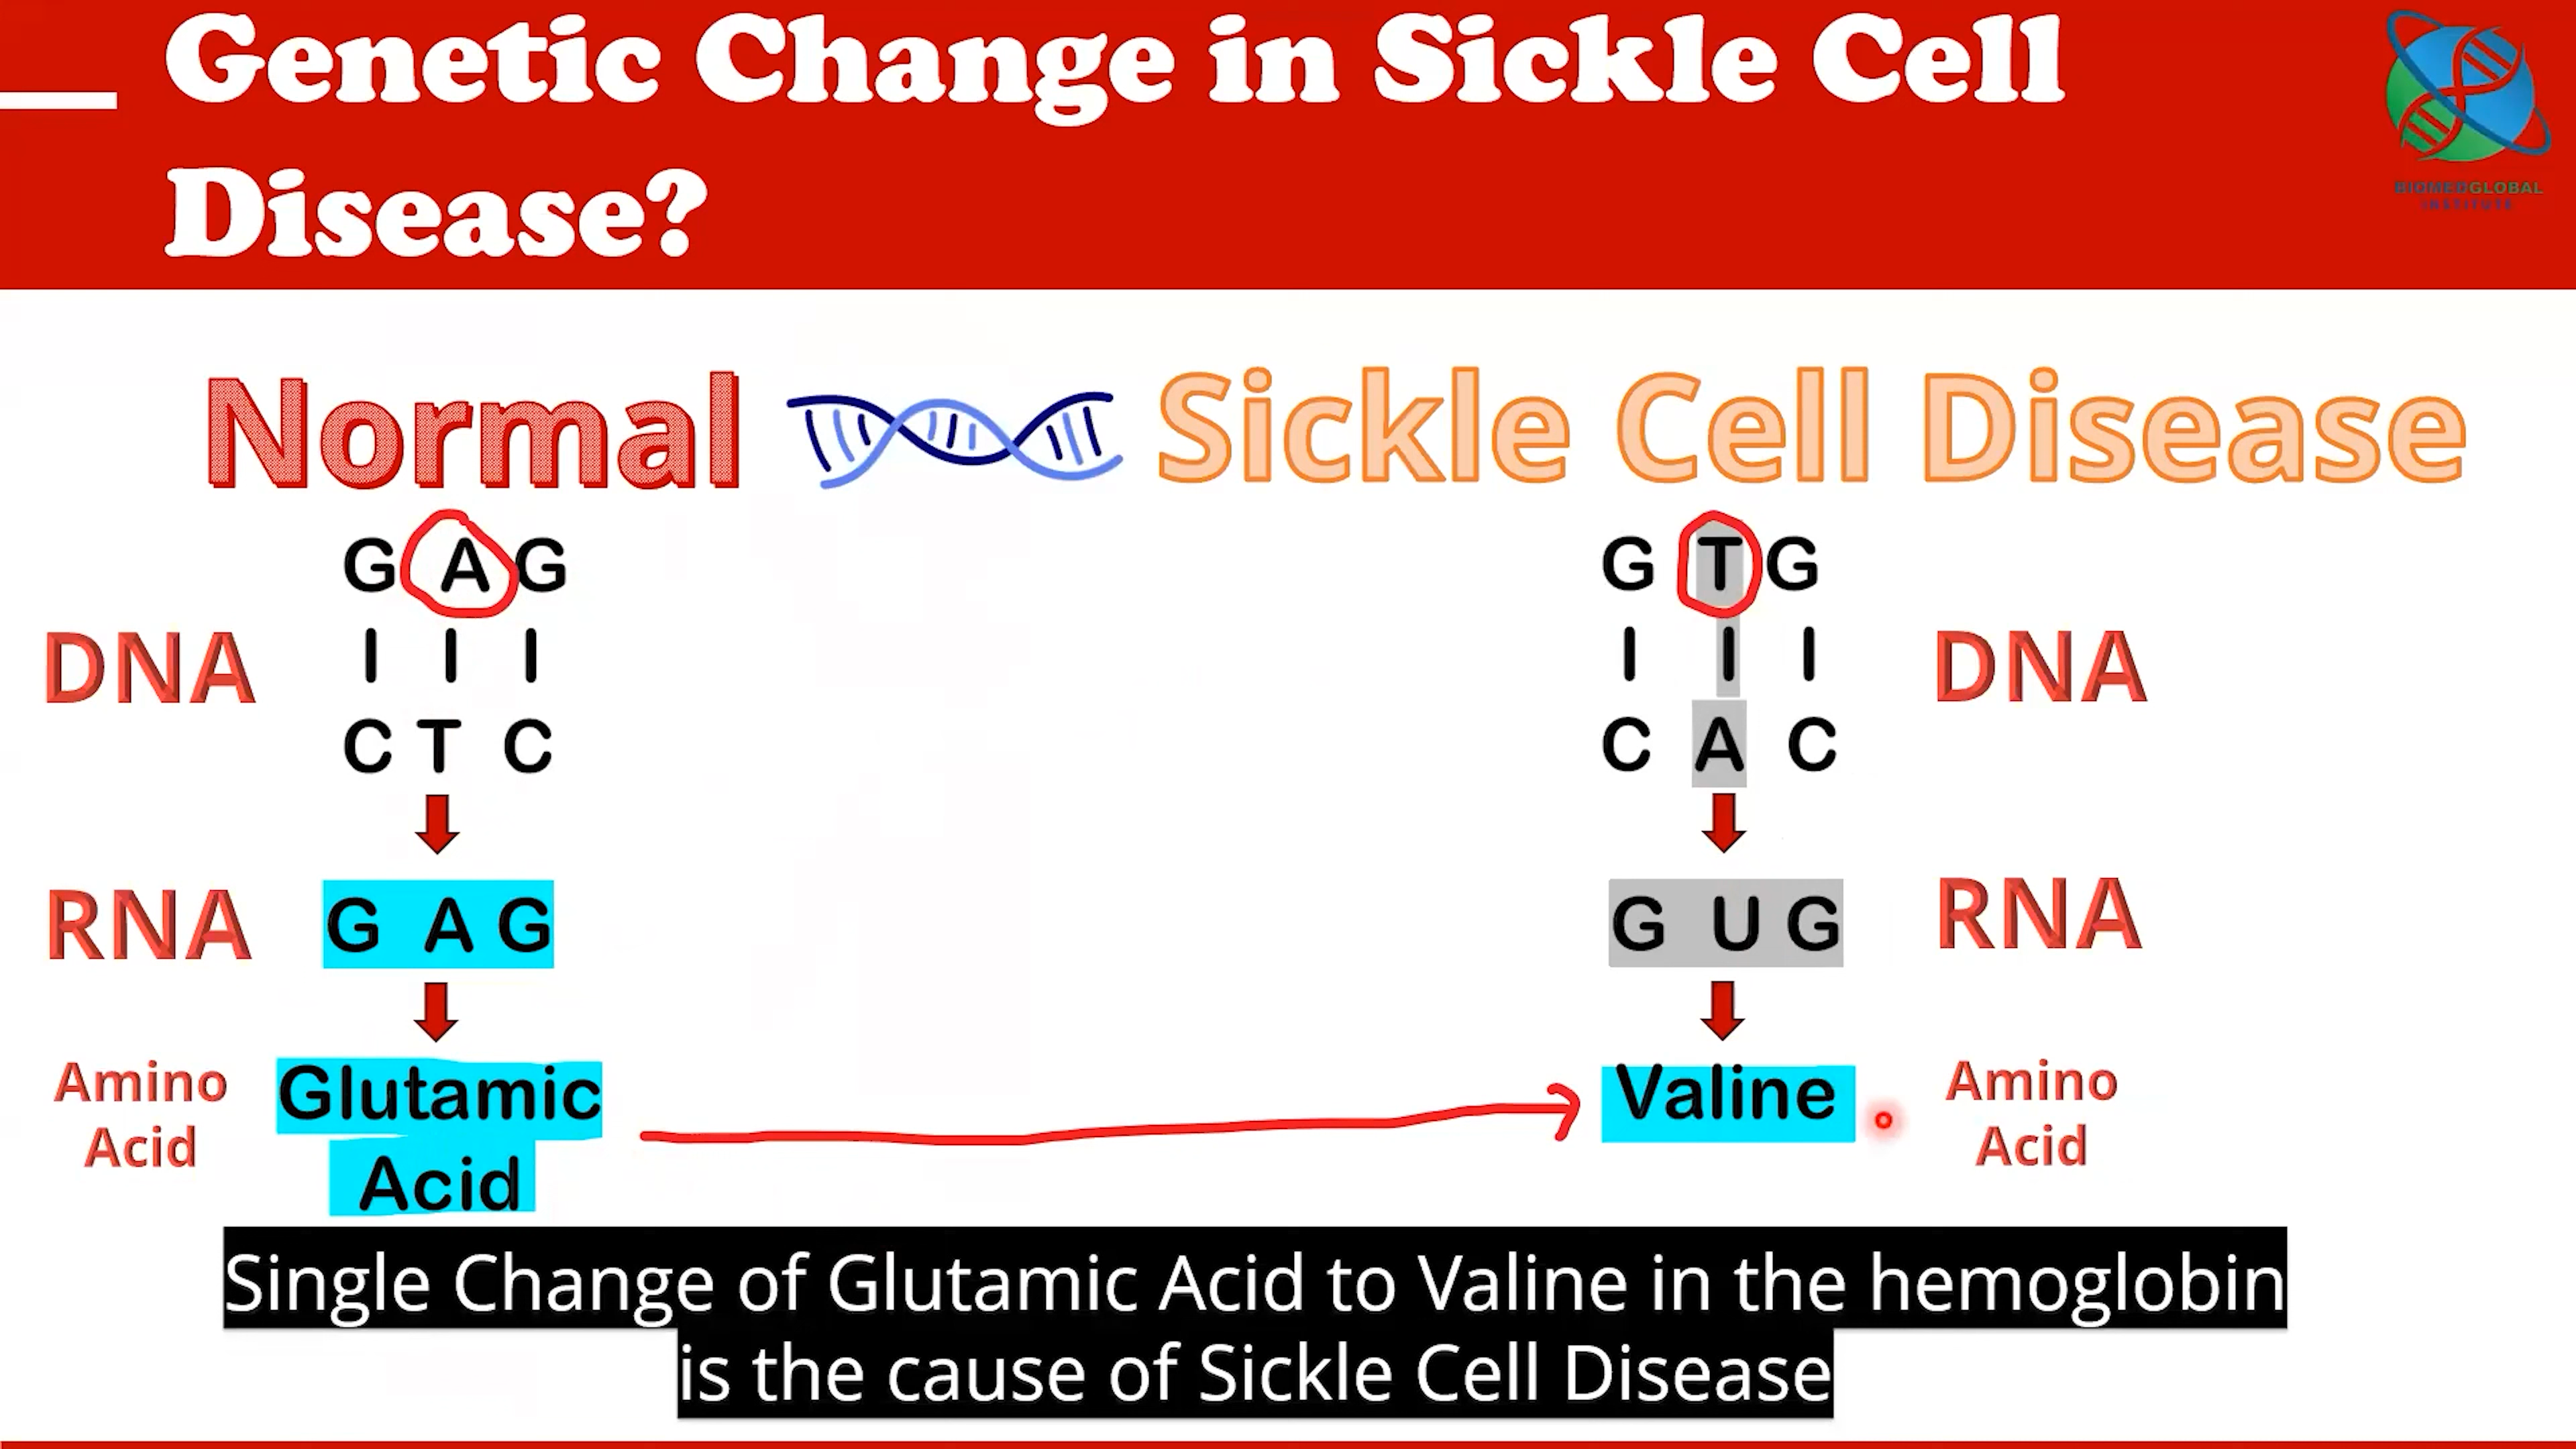 Genetic Change in Sickle Cell
Disease?
BIOMEDGLOBAL
INSTITUTE
Normal
Sickle Cell Disease
G A G
G T G
DNA
I I I
I I I
DNA
C T C
C A C
RNA
G A G
G U G
RNA
Amino
Acid
Glutamic
Acid
Valine
Amino
Acid
Single Change of Glutamic Acid to Valine in the hemoglobin
is the cause of Sickle Cell Disease